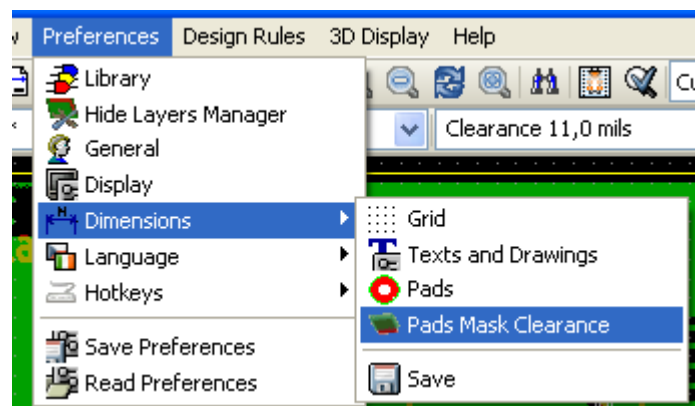 Preferences Design Rules 3D Display Help
Library
Hide Layers Manager
Clearance 11,0 mils
General
Display
Dimensions
Grid
Language
Texts and Drawings
Hotkeys
Pads
Pads Mask Clearance
Save Preferences
Read Preferences
Save